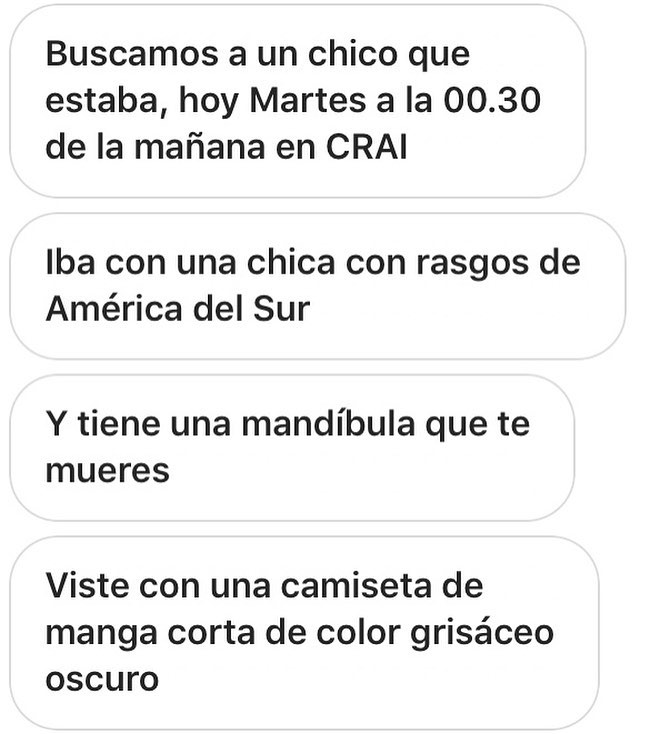 Buscamos a un chico que
estaba, hoy Martes a la 00.30
de la mañana en CRAI
Iba con una chica con rasgos de
América del Sur
Y tiene una mandíbula que te
mueres
Viste con una camiseta de
manga corta de color grisáceo
oscuro